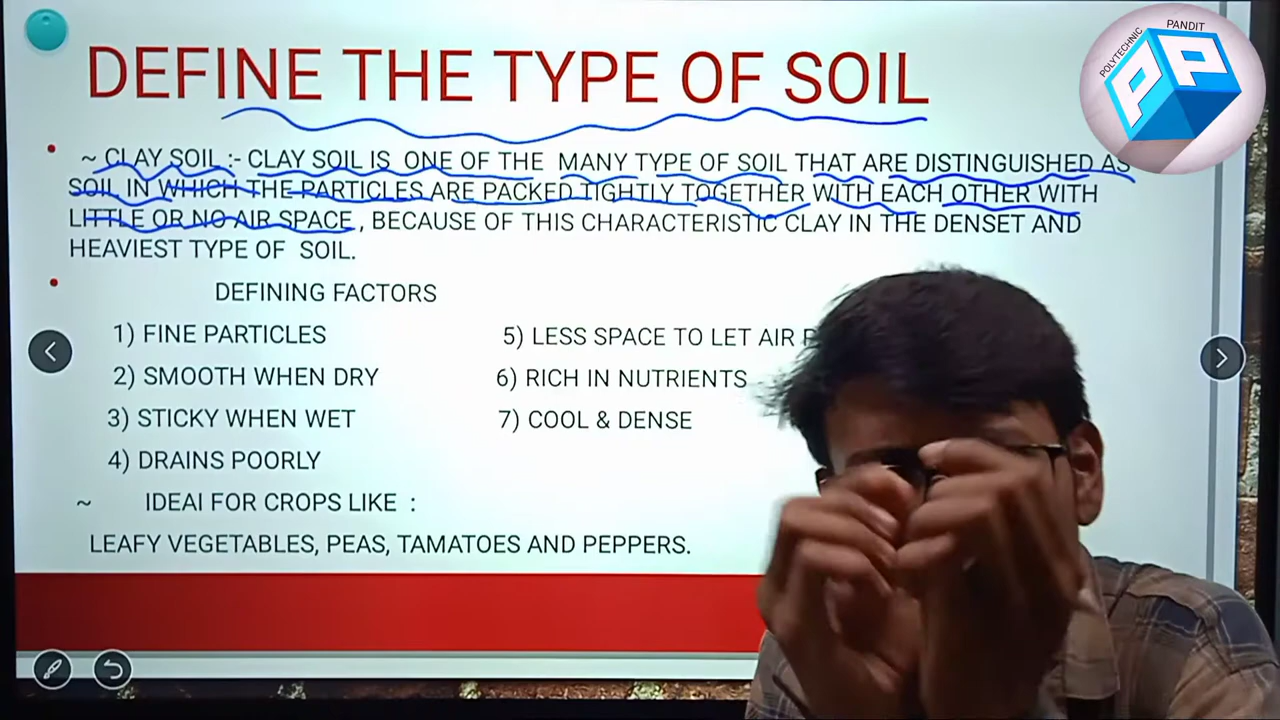 DEFINE THE TYPE OF SOIL
POLYTECHNIC PANDIT
PP
~ CLAY SOIL :- CLAY SOIL IS ONE OF THE MANY TYPE OF SOIL THAT ARE DISTINGUISHED AS
SOIL IN WHICH THE PARTICLES ARE PACKED TIGHTLY TOGETHER WITH EACH OTHER WITH
LITTLE OR NO AIR SPACE , BECAUSE OF THIS CHARACTERISTIC CLAY IN THE DENSET AND
HEAVIEST TYPE OF SOIL.
DEFINING FACTORS
1) FINE PARTICLES
2) SMOOTH WHEN DRY
3) STICKY WHEN WET
4) DRAINS POORLY
5) LESS SPACE TO LET AIR
6) RICH IN NUTRIENTS
7) COOL & DENSE
~ IDEAI FOR CROPS LIKE :
LEAFY VEGETABLES, PEAS, TAMATOES AND PEPPERS.